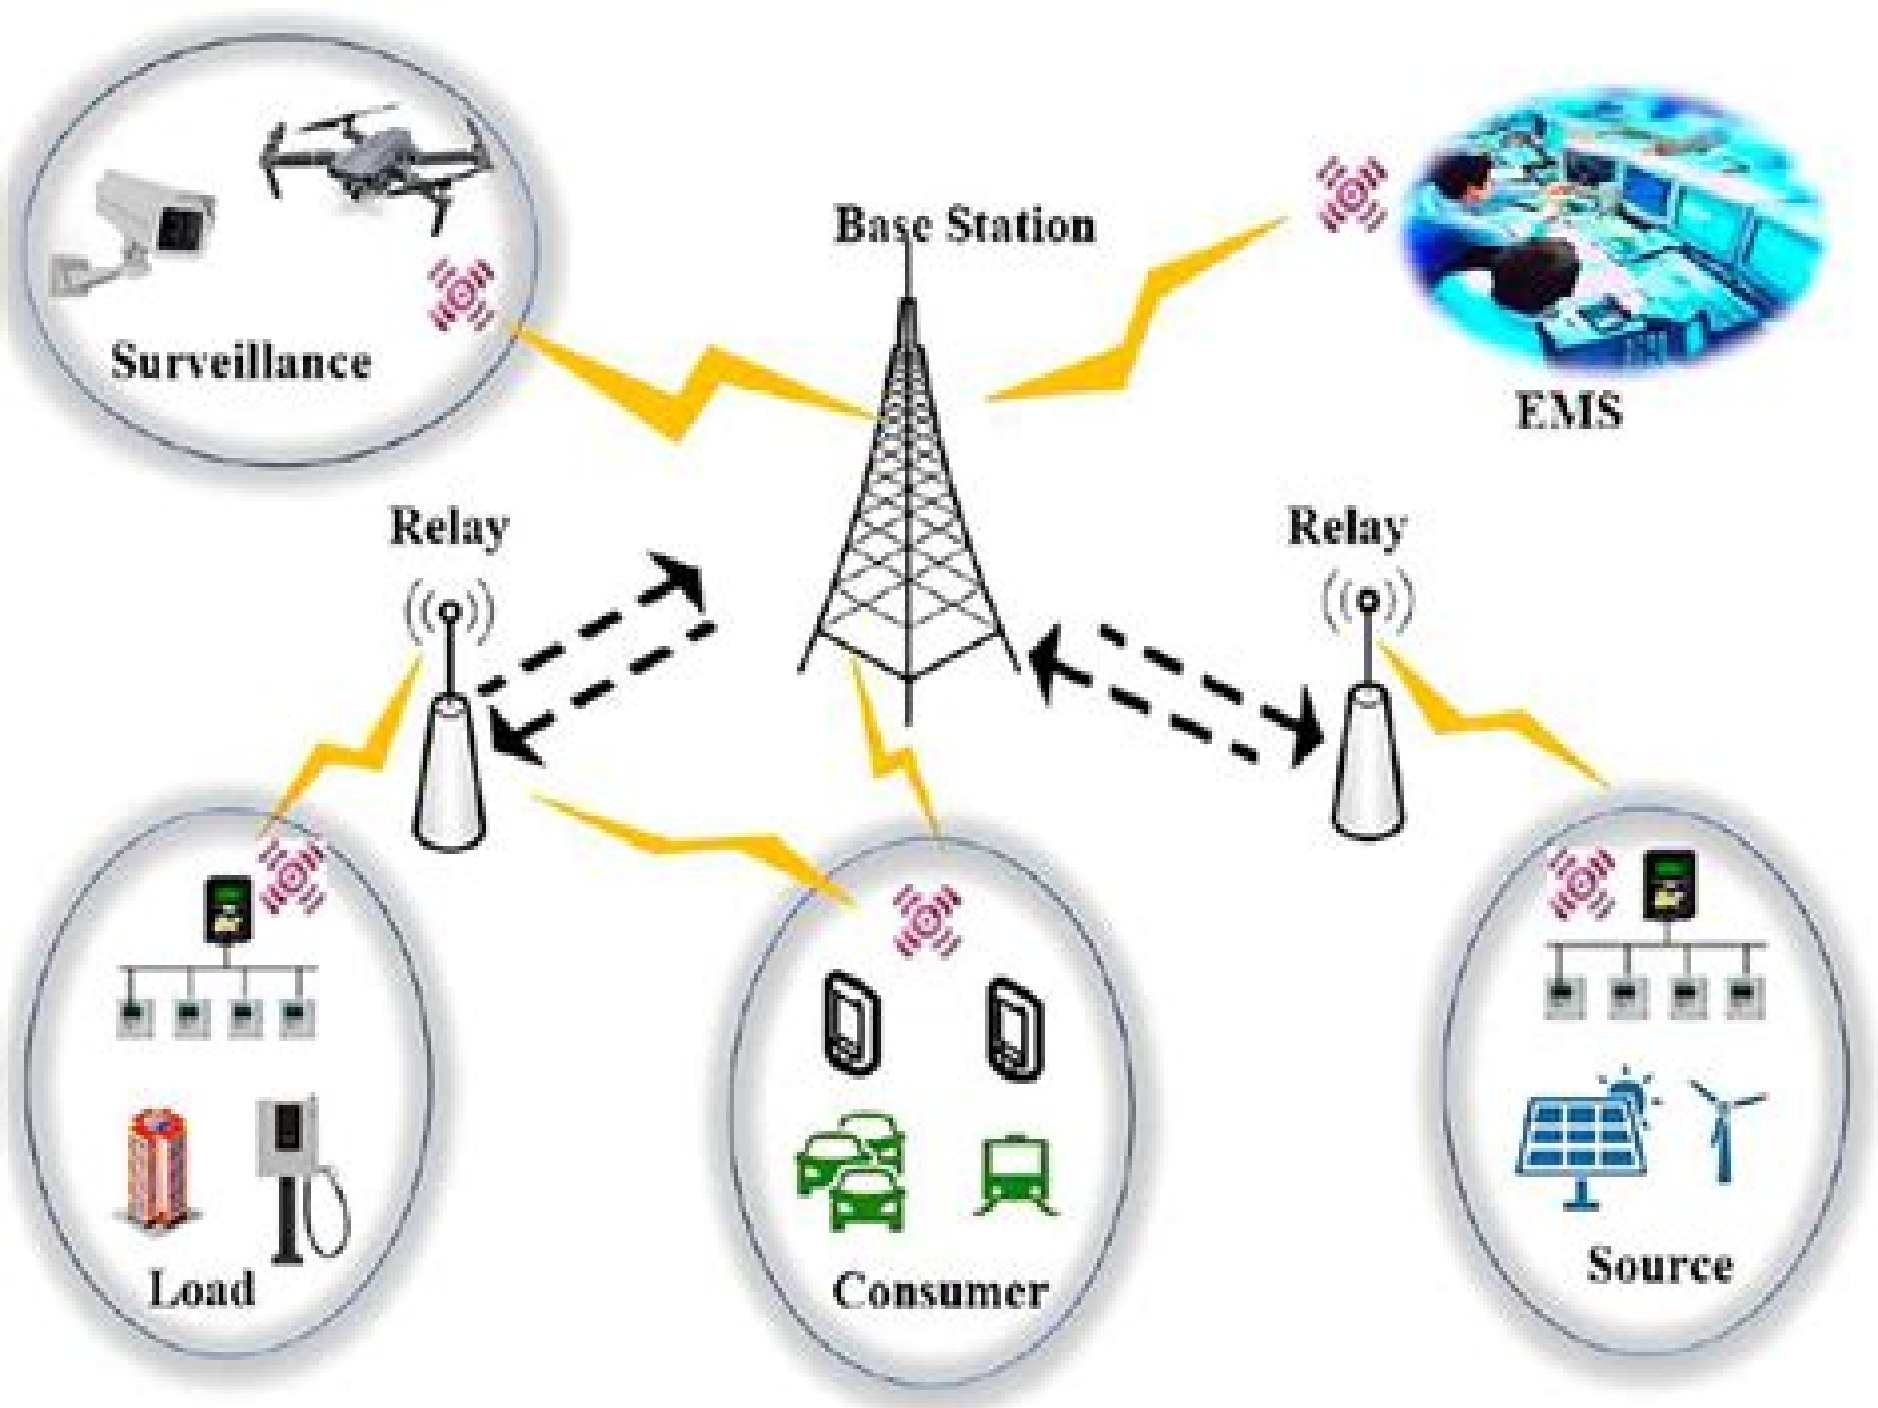 Base Station
Surveillance
EMS
Relay
Relay
Load
Consumer
Source